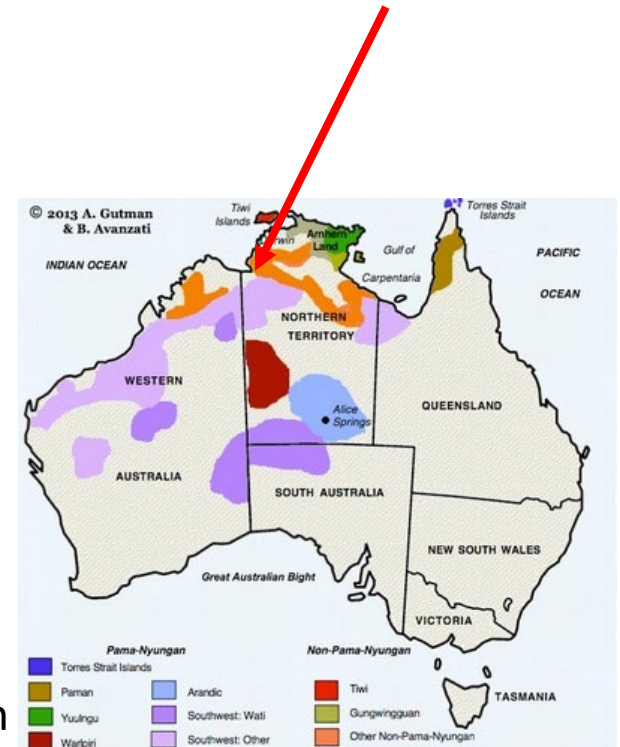 © 2013 A. Gutman
& B. Avanzati
Tiwi
Islands
Torres Strait
Islands
Arnhem
Land
Gulf of
Carpentaria
PACIFIC
OCEAN
INDIAN OCEAN
NORTHERN
TERRITORY
WESTERN
AUSTRALIA
Alice
Springs
QUEENSLAND
SOUTH AUSTRALIA
NEW SOUTH WALES
Great Australian Bight
VICTORIA
TASMANIA
Pama-Nyungan
Non-Pama-Nyungan
Torres Strait Islands
Paman
Arandic
Tiwi
Yuulngu
Southwest: Wati
Gungwingguan
Warlpiri
Southwest: Other
Other Non-Pama-Nyungan